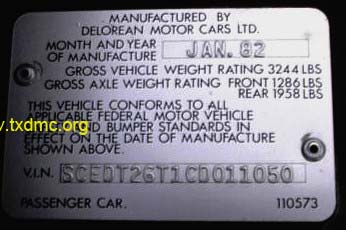 MANUFACTURED BY
DELOREAN MOTOR CARS LTD.
MONTH AND YEAR
OF MANUFACTURE JAN. 82
GROSS VEHICLE WEIGHT RATING 3244 LBS
GROSS AXLE WEIGHT RATING FRONT 1286 LBS
REAR 1958 LBS
THIS VEHICLE CONFORMS TO ALL
APPLICABLE FEDERAL MOTOR VEHICLE
.txdmc.org
AND BUMPER STANDARDS IN
EFFECT ON THE DATE OF MANUFACTURE
SHOWN ABOVE.
V.I.N. SCEDT26T1CD011050
PASSENGER CAR. 110573